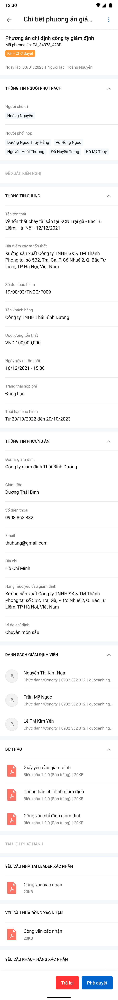 12:30
Chi tiết phương án giá...
Phương án chỉ định công ty giám định
Mã phương án: PA_84373_423D
KH - Chờ duyệt
Ngày lập: 30/01/2023 | Người lập: Hoàng Nguyễn
THÔNG TIN NGƯỜI PHỤ TRÁCH
Người chủ trì
Hoàng Nguyễn
Người phối hợp
Dương Ngọc Thuý Hằng Võ Hồng Ngọc
Nguyễn Hoài Thương Đỗ Huyền Trang Hồ Mỹ Thuý
ĐỀ XUẤT, KIẾN NGHỊ
THÔNG TIN CHUNG
Tên tổn thất
Về tổn thất cháy tài sản tại KCN Trại gà - Bắc Từ
Liêm, Hà Nội - 12/12/2021
Địa điểm xảy ra tổn thất
Xưởng sản xuất Công ty TNHH SX & TM Thành
Phong tại số 5B2, Trại Gà, P. Cổ Nhuế 2, Q. Bắc Từ
Liêm, TP Hà Nội, Việt Nam
Số đơn bảo hiểm
19/00/03/TNCC/P009
Tên khách hàng
Công ty TNHH Thái Bình Dương
Ước lượng tổn thất
VND 100,000,000
Ngày xảy ra tổn thất
16/12/2021 - 15:30
Trạng thái nộp phí
Đúng hạn
Thời hạn bảo hiểm
Từ 20/10/2022 đến 20/10/2023
THÔNG TIN PHƯƠNG ÁN
Đơn vị giám định
Công ty giám định Thái Bình Dương
Giám đốc
Dương Thái Bình
Số điện thoại
0908 862 882
Email
thuhang@gmail.com
Địa chỉ
Hồ Chí Minh
Hạng mục yêu cầu giám định
Xưởng sản xuất Công ty TNHH SX & TM Thành
Phong tại số 5B2, Trại Gà, P. Cổ Nhuế 2, Q. Bắc Từ
Liêm, TP Hà Nội, Việt Nam
Lý do chỉ định
Chuyên môn sâu
DANH SÁCH GIÁM ĐỊNH VIÊN
Nguyễn Thị Kim Nga
Chức danh/Công ty | 0932 382 312 | quocanh.ng...
Trần Mỹ Ngọc
Chức danh/Công ty | 0932 382 312 | quocanh.ng...
Lê Thị Kim Yến
Chức danh/Công ty | 0932 382 312 | quocanh.ng...
DỰ THẢO
Giấy yêu cầu giám định
Biểu mẫu 1.0.0 (Bản trắng) | 20KB
Thông báo chỉ định giám định
Biểu mẫu 1.0.0 (Bản trắng) | 20KB
Công văn chỉ định giám định
Biểu mẫu 1.0.0 (Bản trắng) | 20KB
TÀI LIỆU PHÁT HÀNH
YÊU CẦU NHÀ TÁI LEADER XÁC NHẬN
Công văn xác nhận
20KB
YÊU CẦU NHÀ ĐỒNG XÁC NHẬN
Công văn xác nhận
20KB
YÊU CẦU KHÁCH HÀNG XÁC NHẬN
Trả lại Phê duyệt